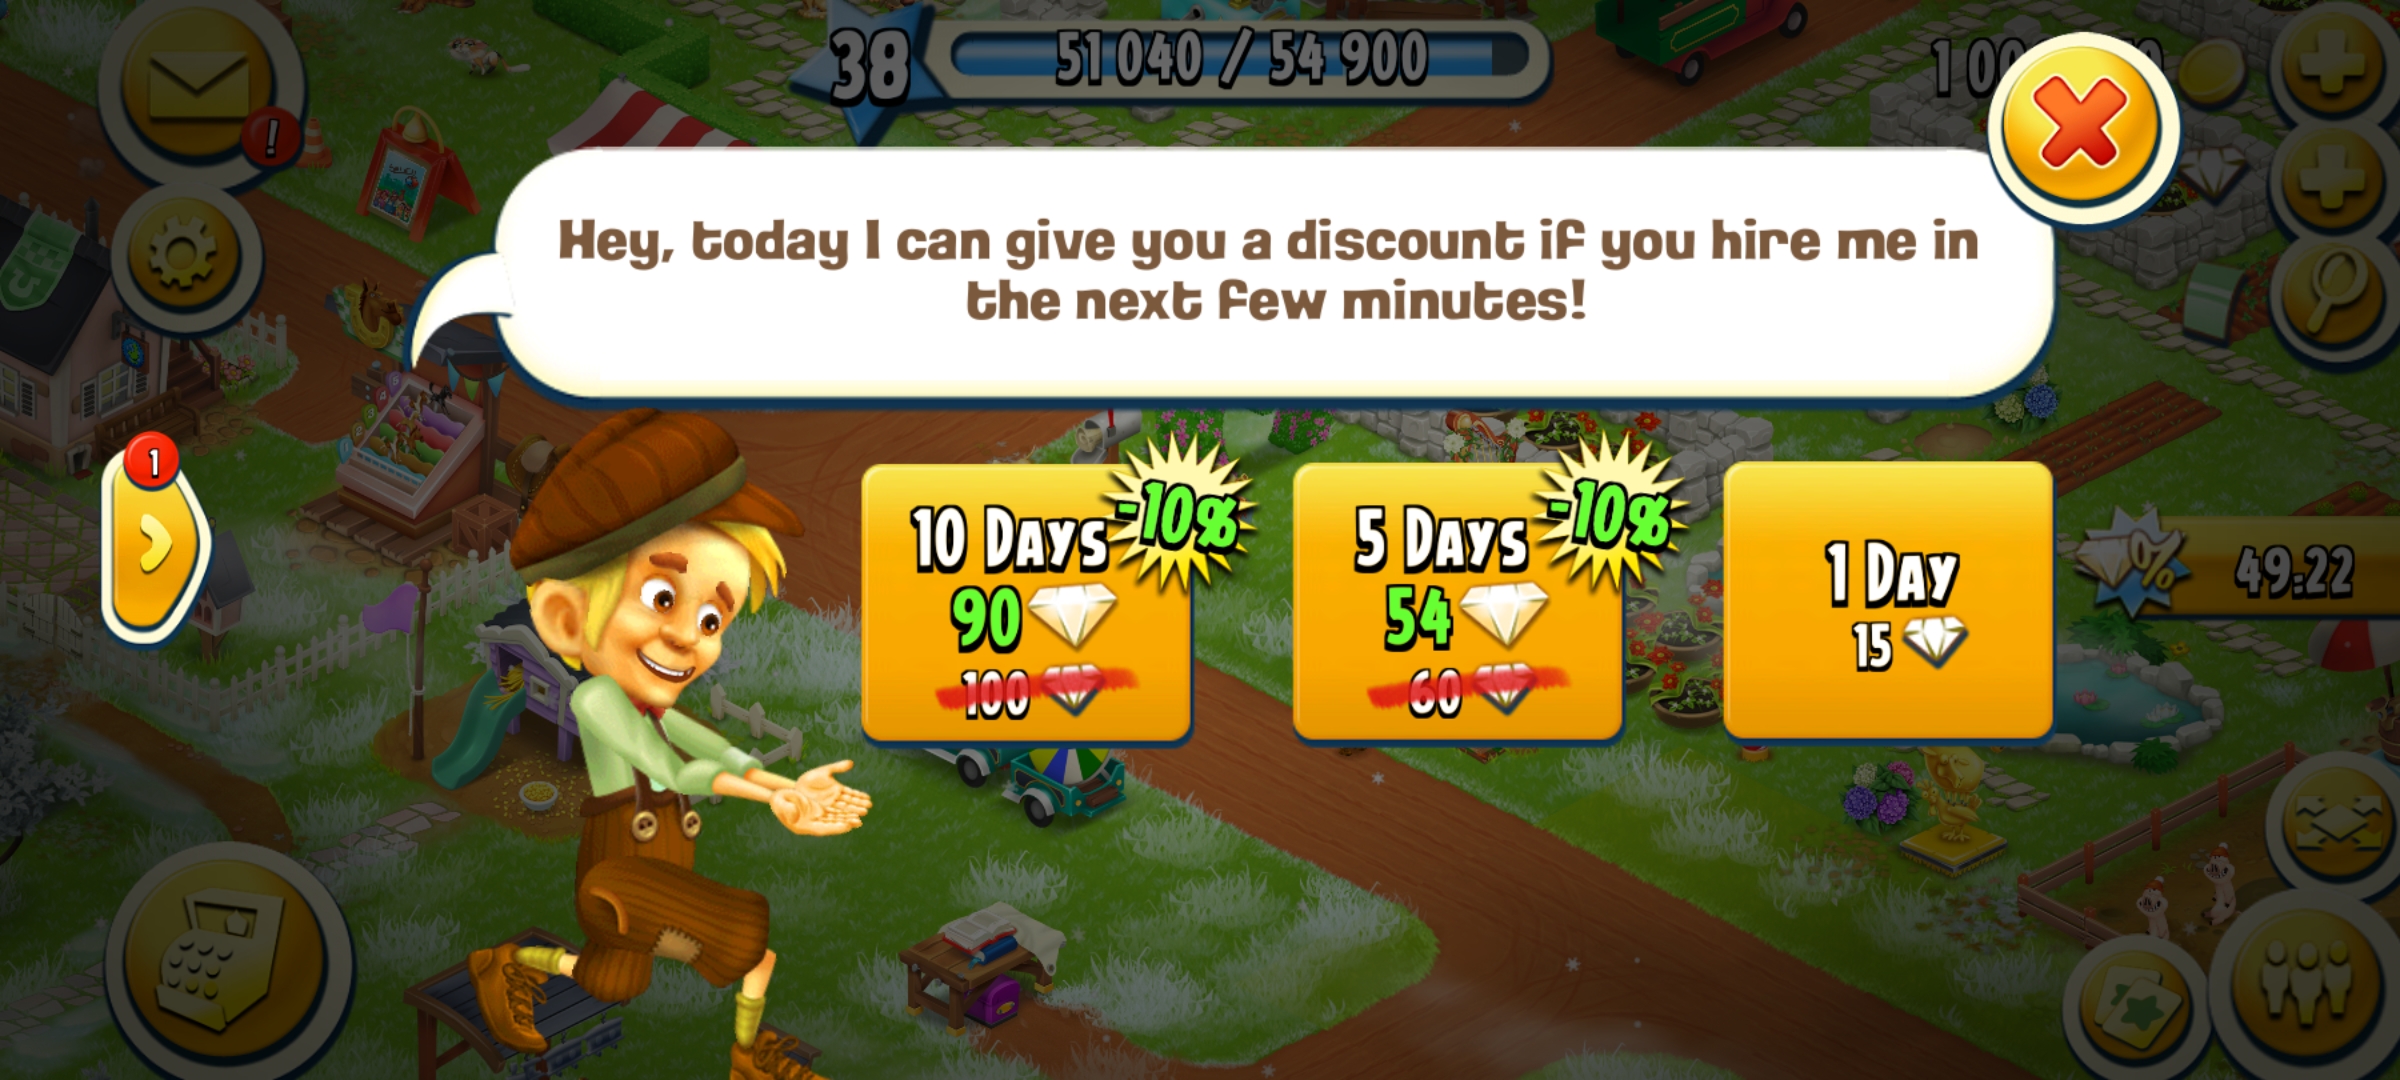 38
51 040 / 54 900
!
Hey, today I can give you a discount if you hire me in
the next few minutes!
1
10 Days
-10%
90
100
5 Days
-10%
54
60
1 Day
15
%
49:22